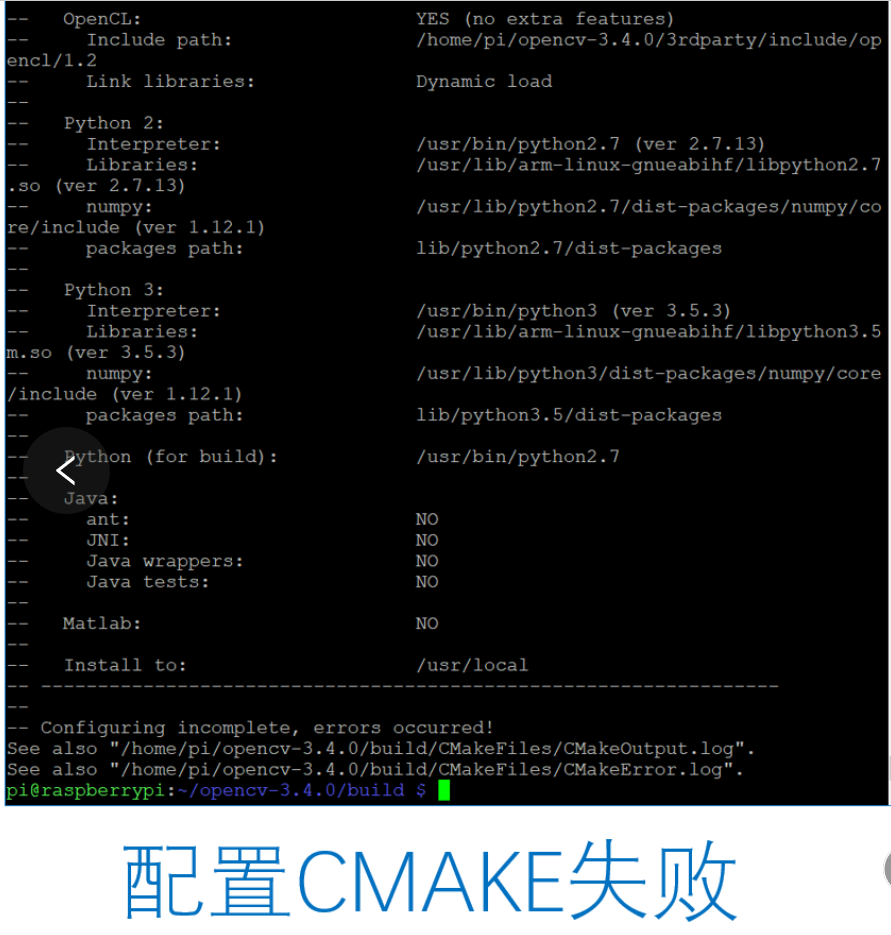 -- OpenCL: YES (no extra features)
-- Include path: /home/pi/opencv-3.4.0/3rdparty/include/op
encl/1.2
-- Link libraries: Dynamic load
--
-- Python 2:
-- Interpreter: /usr/bin/python2.7 (ver 2.7.13)
-- Libraries: /usr/lib/arm-linux-gnueabihf/libpython2.7
.so (ver 2.7.13)
-- numpy: /usr/lib/python2.7/dist-packages/numpy/co
re/include (ver 1.12.1)
-- packages path: lib/python2.7/dist-packages
--
-- Python 3:
-- Interpreter: /usr/bin/python3 (ver 3.5.3)
-- Libraries: /usr/lib/arm-linux-gnueabihf/libpython3.5
m.so (ver 3.5.3)
-- numpy: /usr/lib/python3/dist-packages/numpy/core
/include (ver 1.12.1)
-- packages path: lib/python3.5/dist-packages
--
-- Python (for build): /usr/bin/python2.7
--
-- Java:
-- ant: NO
-- JNI: NO
-- Java wrappers: NO
-- Java tests: NO
--
-- Matlab: NO
--
-- Install to: /usr/local
-- -----------------------------------------------------------------
--
-- Configuring incomplete, errors occurred!
See also "/home/pi/opencv-3.4.0/build/CMakeFiles/CMakeOutput.log".
See also "/home/pi/opencv-3.4.0/build/CMakeFiles/CMakeError.log".
pi@raspberrypi:~/opencv-3.4.0/build $
配置CMAKE失败